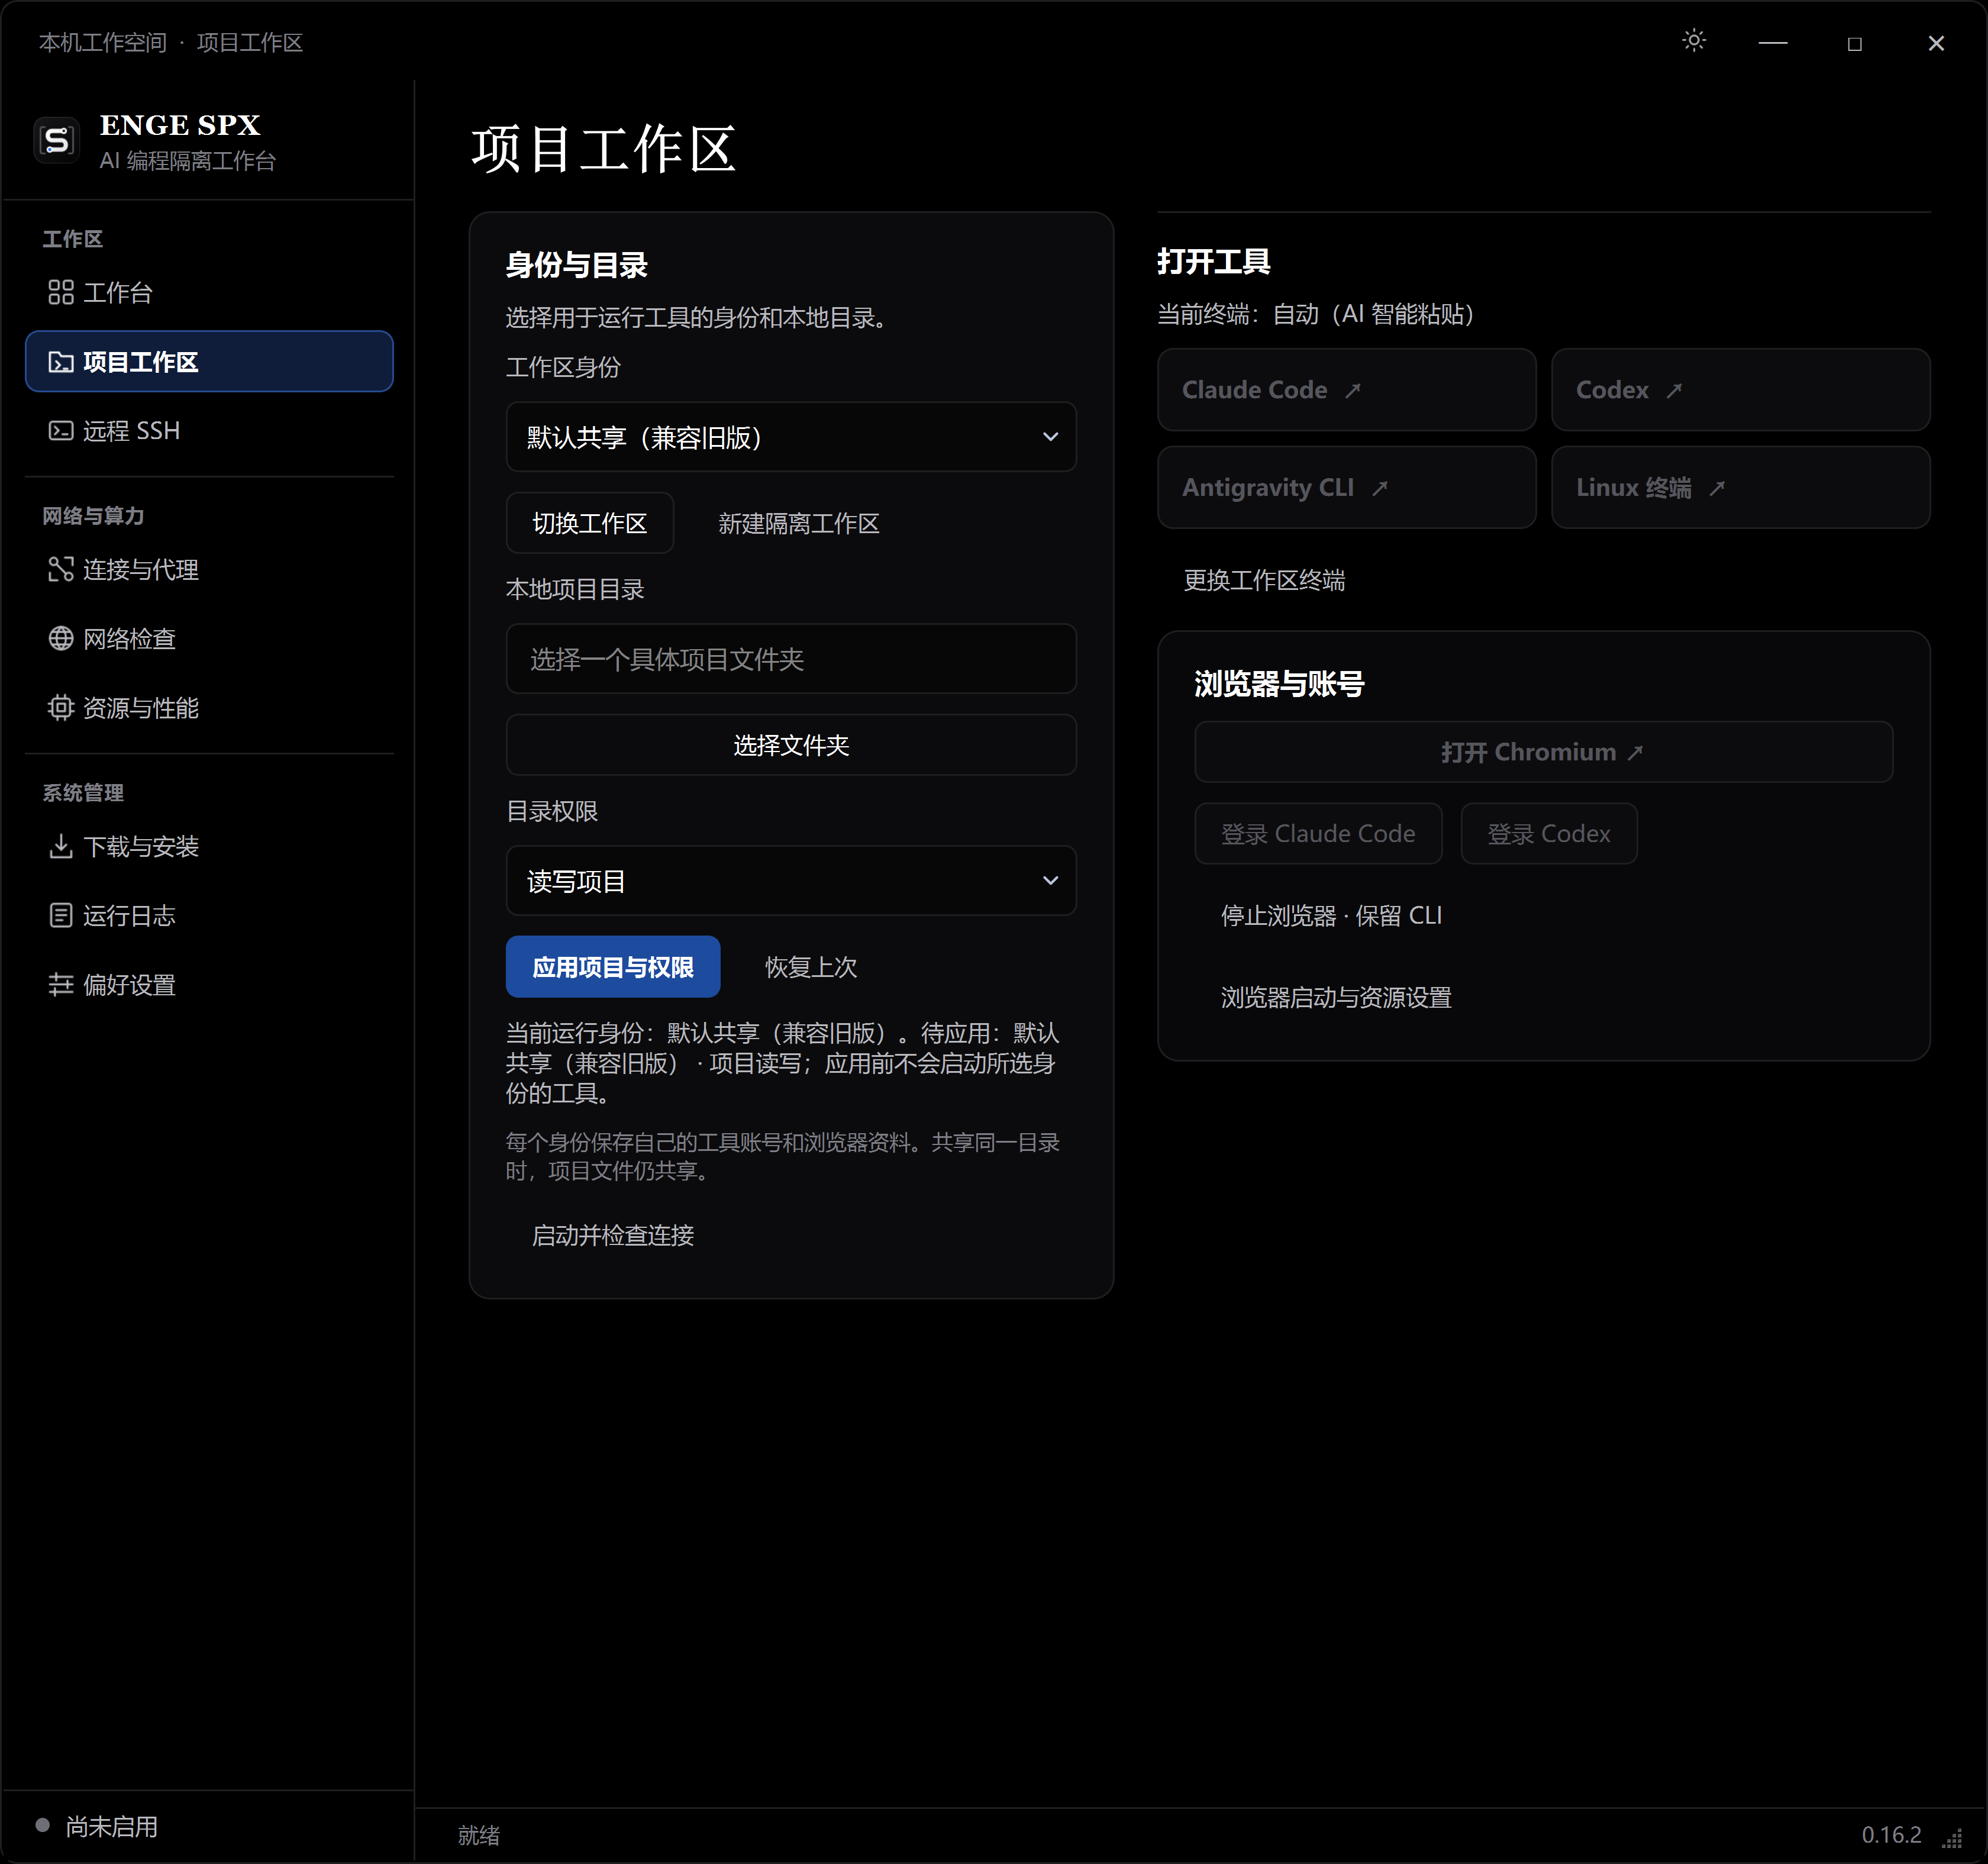 本机工作空间 · 项目工作区
ENGE SPX
AI 编程隔离工作台
工作区
工作台
项目工作区
远程 SSH
网络与算力
连接与代理
网络检查
资源与性能
系统管理
下载与安装
运行日志
偏好设置
尚未启用
项目工作区
身份与目录
选择用于运行工具的身份和本地目录。
工作区身份
默认共享（兼容旧版）
切换工作区 新建隔离工作区
本地项目目录
选择一个具体项目文件夹
选择文件夹
目录权限
读写项目
应用项目与权限 恢复上次
当前运行身份：默认共享（兼容旧版）。待应用：默认
共享（兼容旧版） · 项目读写；应用前不会启动所选身
份的工具。
每个身份保存自己的工具账号和浏览器资料。共享同一目录
时，项目文件仍共享。
启动并检查连接
打开工具
当前终端：自动（AI 智能粘贴）
Claude Code ↗ Codex ↗
Antigravity CLI ↗ Linux 终端 ↗
更换工作区终端
浏览器与账号
打开 Chromium ↗
登录 Claude Code 登录 Codex
停止浏览器 · 保留 CLI
浏览器启动与资源设置
就绪 0.16.2